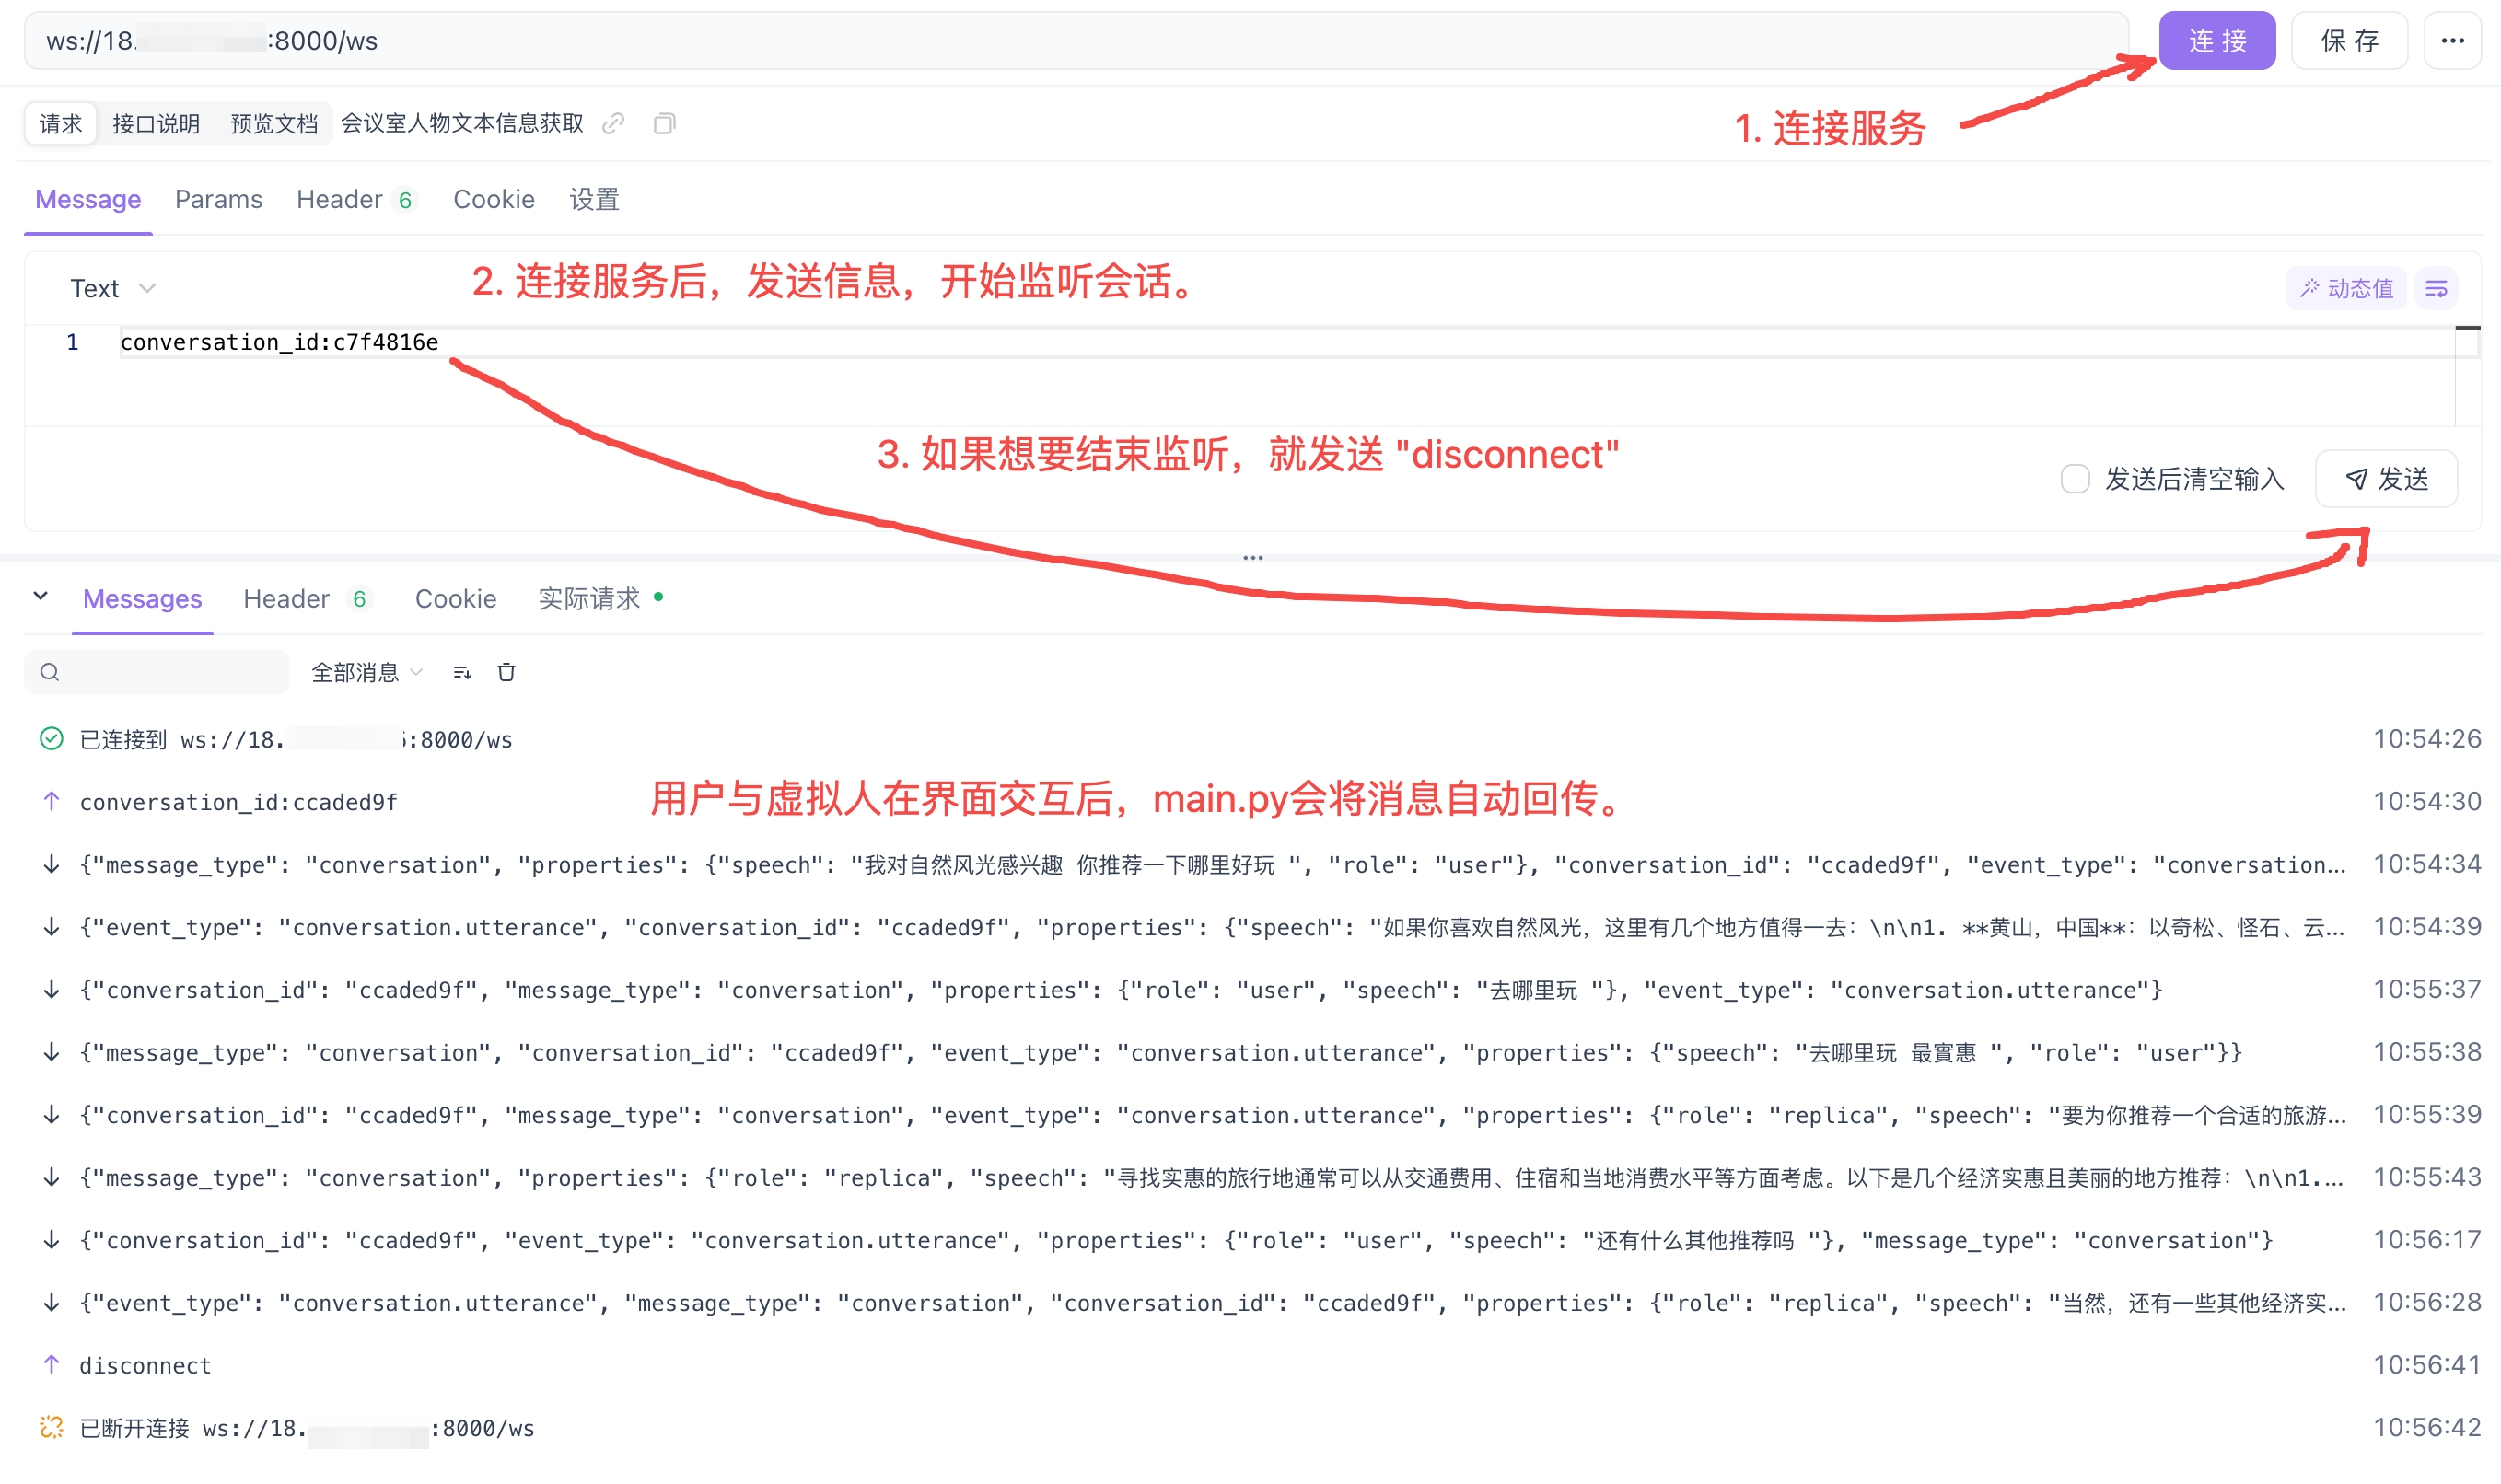 ws://18. :8000/ws
连接
保存
1. 连接服务
请求 接口说明 预览文档 会议室人物文本信息获取
Message Params Header 6 Cookie 设置
2. 连接服务后，发送信息，开始监听会话。
Text
动态值
1 conversation_id:c7f4816e
3. 如果想要结束监听，就发送 "disconnect"
发送后清空输入
发送
Messages Header 6 Cookie 实际请求
全部消息
已连接到 ws://18. :8000/ws 10:54:26
conversation_id:ccaded9f 10:54:30
用户与虚拟人在界面交互后，main.py会将消息自动回传。
{"message_type": "conversation", "properties": {"speech": "我对自然风光感兴趣 你推荐一下哪里好玩 ", "role": "user"}, "conversation_id": "ccaded9f", "event_type": "conversation... 10:54:34
{"event_type": "conversation.utterance", "conversation_id": "ccaded9f", "properties": {"speech": "如果你喜欢自然风光，这里有几个地方值得一去：\n\n1. **黄山，中国**：以奇松、怪石、云... 10:54:39
{"conversation_id": "ccaded9f", "message_type": "conversation", "properties": {"role": "user", "speech": "去哪里玩 "}, "event_type": "conversation.utterance"} 10:55:37
{"message_type": "conversation", "conversation_id": "ccaded9f", "event_type": "conversation.utterance", "properties": {"speech": "去哪里玩 最實惠 ", "role": "user"}} 10:55:38
{"conversation_id": "ccaded9f", "message_type": "conversation", "event_type": "conversation.utterance", "properties": {"role": "replica", "speech": "要为你推荐一个合适的旅游... 10:55:39
{"message_type": "conversation", "properties": {"role": "replica", "speech": "寻找实惠的旅行地通常可以从交通费用、住宿和当地消费水平等方面考虑。以下是几个经济实惠且美丽的地方推荐：\n\n1.... 10:55:43
{"conversation_id": "ccaded9f", "event_type": "conversation.utterance", "properties": {"role": "user", "speech": "还有什么其他推荐吗 "}, "message_type": "conversation"} 10:56:17
{"event_type": "conversation.utterance", "message_type": "conversation", "conversation_id": "ccaded9f", "properties": {"role": "replica", "speech": "当然，还有一些其他经济实... 10:56:28
disconnect 10:56:41
已断开连接 ws://18. :8000/ws 10:56:42